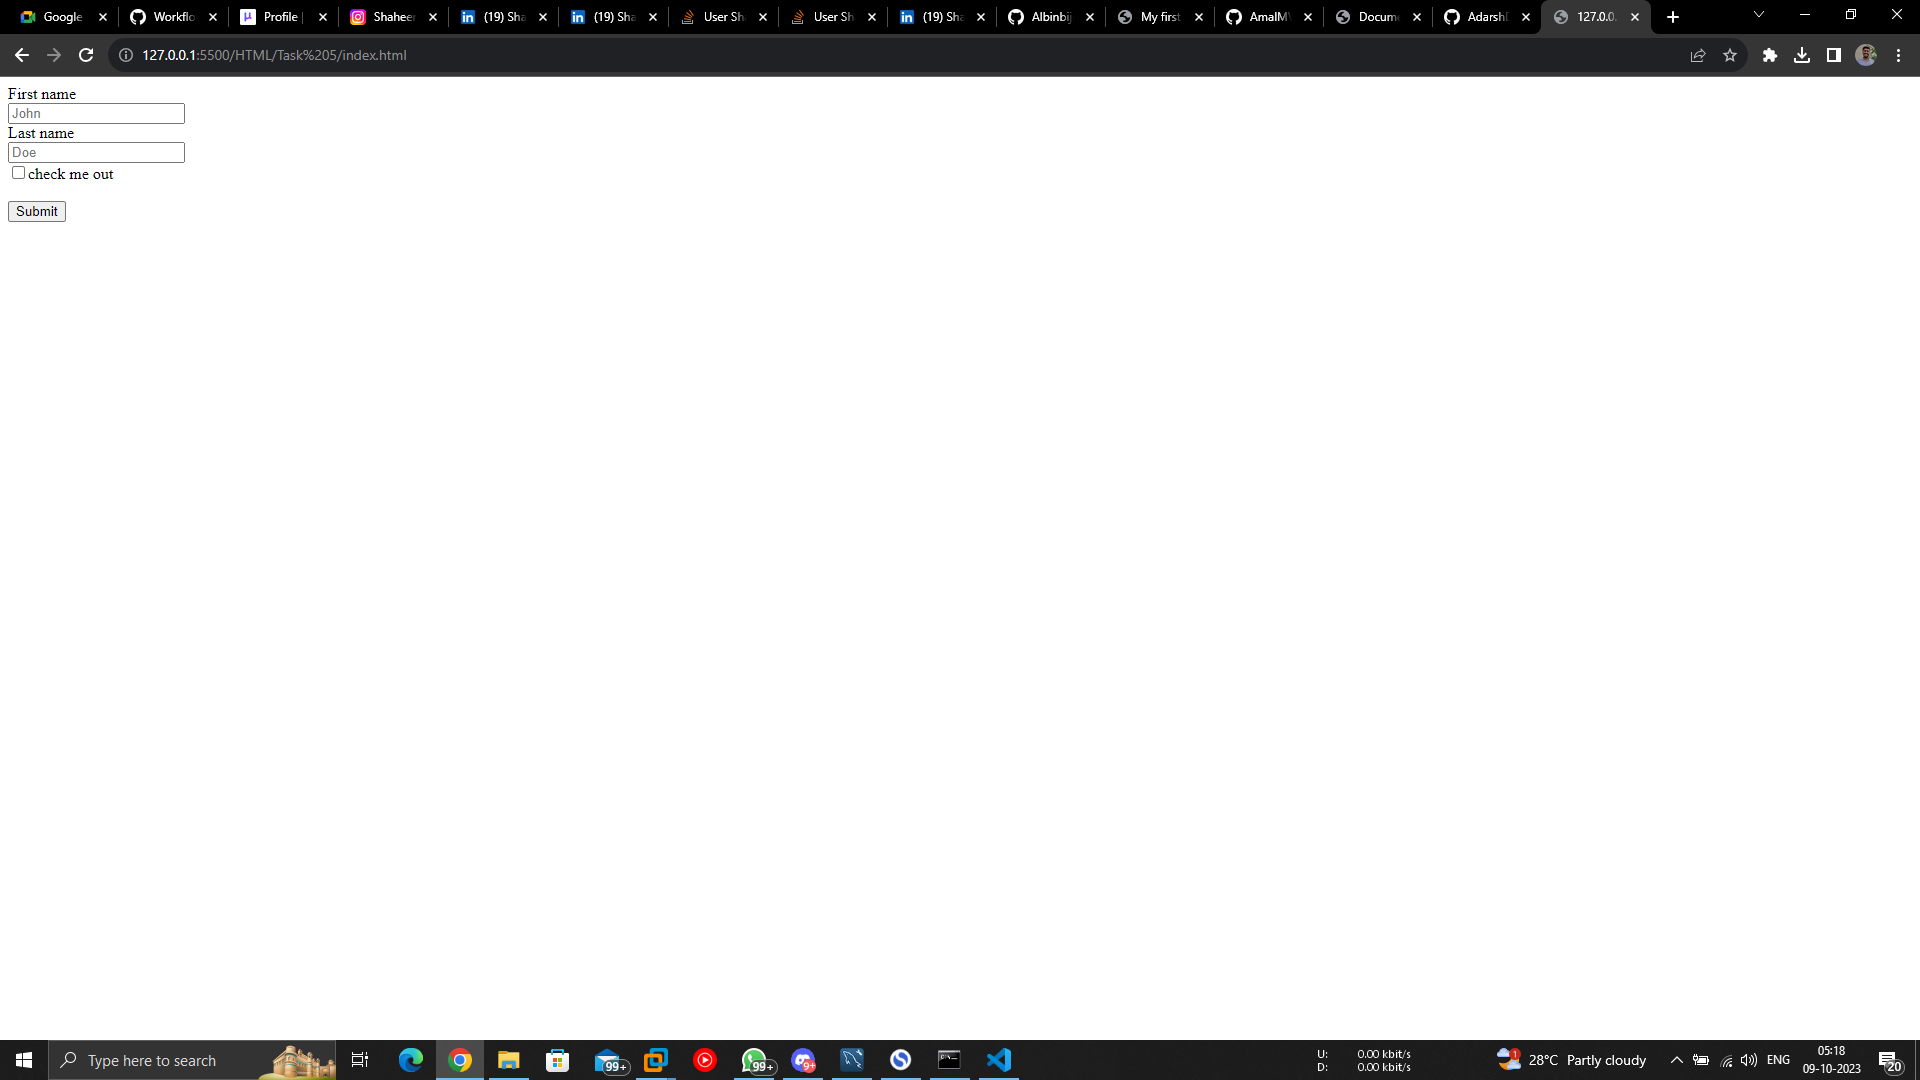 Google
Workflo
Profile |
Shaheer
(19) Sha
(19) Sha
User Sh
User Sh
(19) Sha
Albinbij
My first
AmalM
Docume
Adarsh
127.0.0.
127.0.0.1:5500/HTML/Task%205/index.html
First name
John
Last name
Doe
check me out
Submit
Type here to search
99+
99+
9+
U: 0.00 kbit/s
D: 0.00 kbit/s
1
28°C Partly cloudy
ENG
05:18
09-10-2023
20